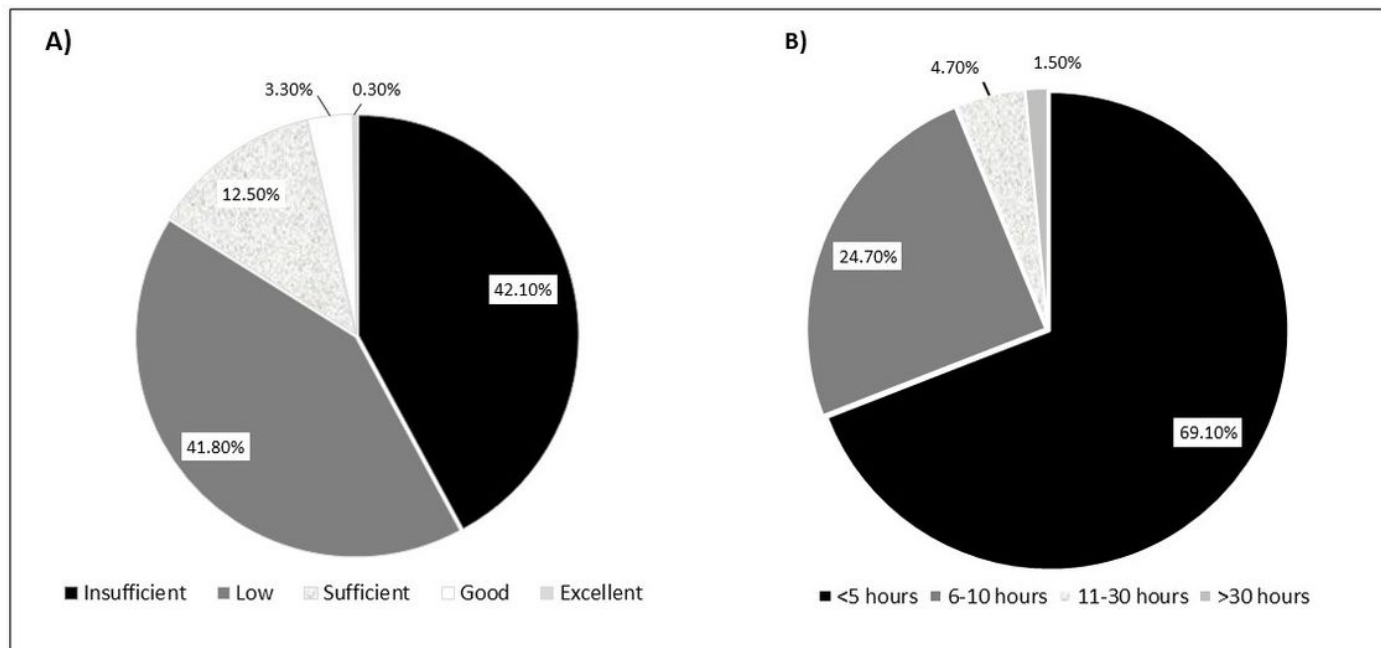 A)
3.30%
0.30%
12.50%
42.10%
41.80%
Insufficient Low Sufficient Good Excellent
B)
4.70%
1.50%
24.70%
69.10%
<5 hours 6-10 hours 11-30 hours >30 hours